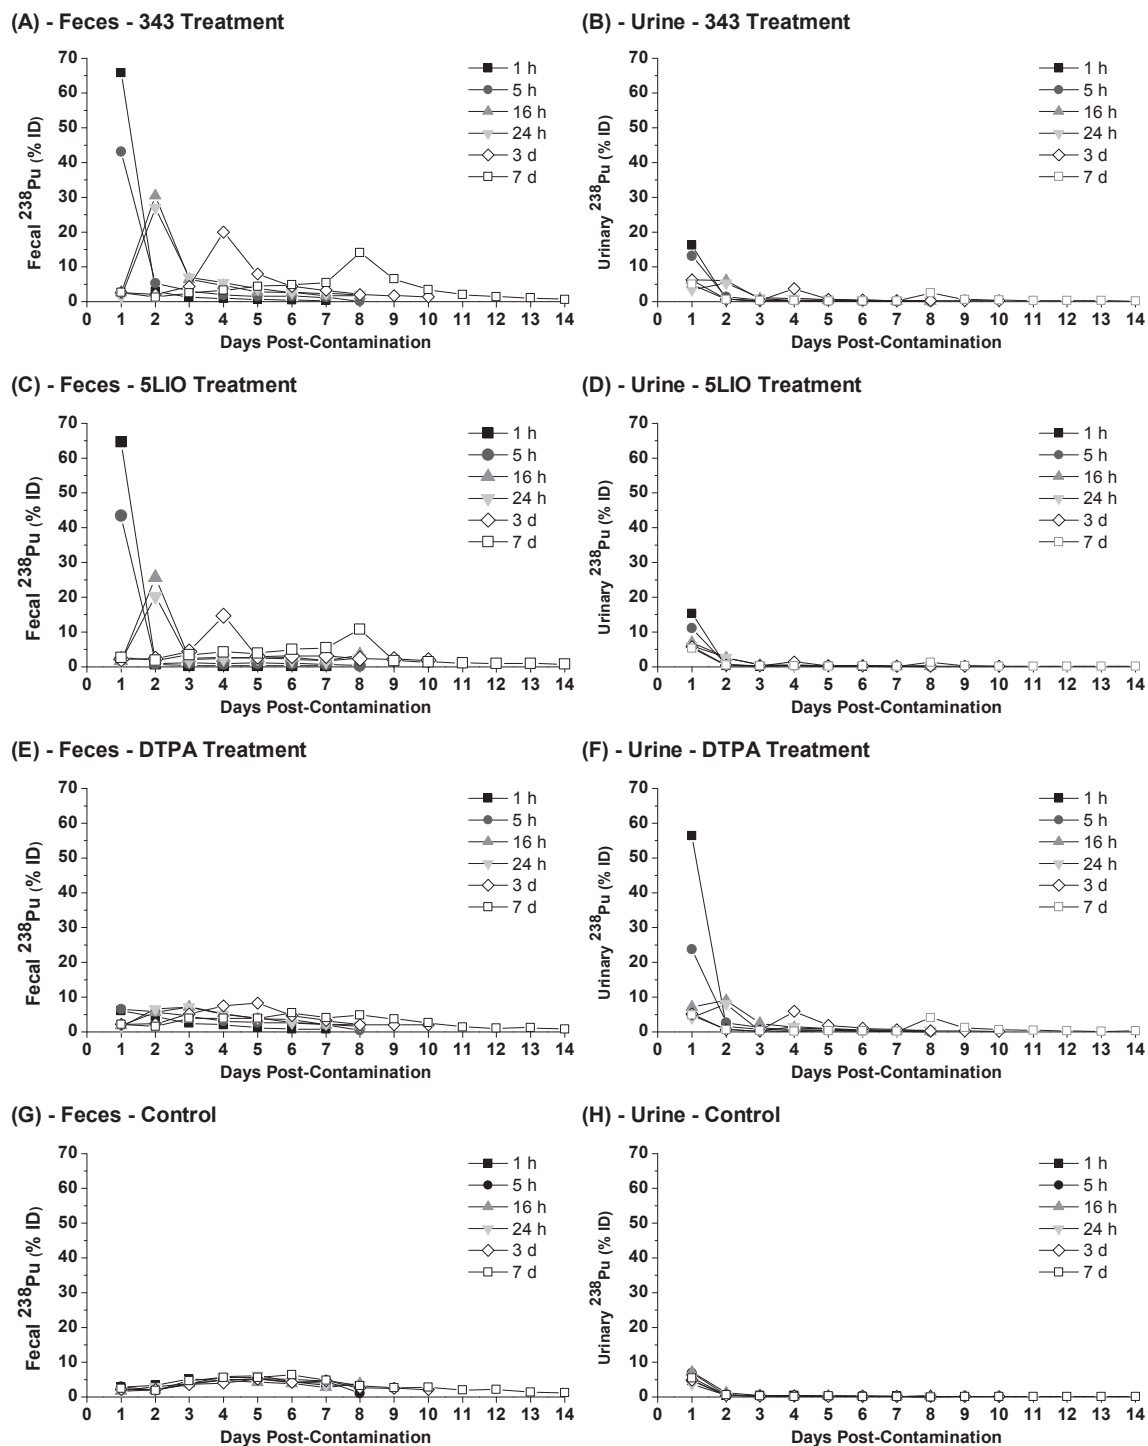 (A) - Feces - 343 Treatment
Fecal 238Pu (% ID)
70
60
50
40
30
20
10
0
0 1 2 3 4 5 6 7 8 9 10 11 12 13 14
Days Post-Contamination
1 h
5 h
16 h
24 h
3 d
7 d
(B) - Urine - 343 Treatment
Urinary 238Pu (% ID)
70
60
50
40
30
20
10
0
0 1 2 3 4 5 6 7 8 9 10 11 12 13 14
Days Post-Contamination
1 h
5 h
16 h
24 h
3 d
7 d
(C) - Feces - 5LIO Treatment
Fecal 238Pu (% ID)
70
60
50
40
30
20
10
0
0 1 2 3 4 5 6 7 8 9 10 11 12 13 14
Days Post-Contamination
1 h
5 h
16 h
24 h
3 d
7 d
(D) - Urine - 5LIO Treatment
Urinary 238Pu (% ID)
70
60
50
40
30
20
10
0
0 1 2 3 4 5 6 7 8 9 10 11 12 13 14
Days Post-Contamination
1 h
5 h
16 h
24 h
3 d
7 d
(E) - Feces - DTPA Treatment
Fecal 238Pu (% ID)
70
60
50
40
30
20
10
0
0 1 2 3 4 5 6 7 8 9 10 11 12 13 14
Days Post-Contamination
1 h
5 h
16 h
24 h
3 d
7 d
(F) - Urine - DTPA Treatment
Urinary 238Pu (% ID)
70
60
50
40
30
20
10
0
0 1 2 3 4 5 6 7 8 9 10 11 12 13 14
Days Post-Contamination
1 h
5 h
16 h
24 h
3 d
7 d
(G) - Feces - Control
Fecal 238Pu (% ID)
70
60
50
40
30
20
10
0
0 1 2 3 4 5 6 7 8 9 10 11 12 13 14
Days Post-Contamination
1 h
5 h
16 h
24 h
3 d
7 d
(H) - Urine - Control
Urinary 238Pu (% ID)
70
60
50
40
30
20
10
0
0 1 2 3 4 5 6 7 8 9 10 11 12 13 14
Days Post-Contamination
1 h
5 h
16 h
24 h
3 d
7 d